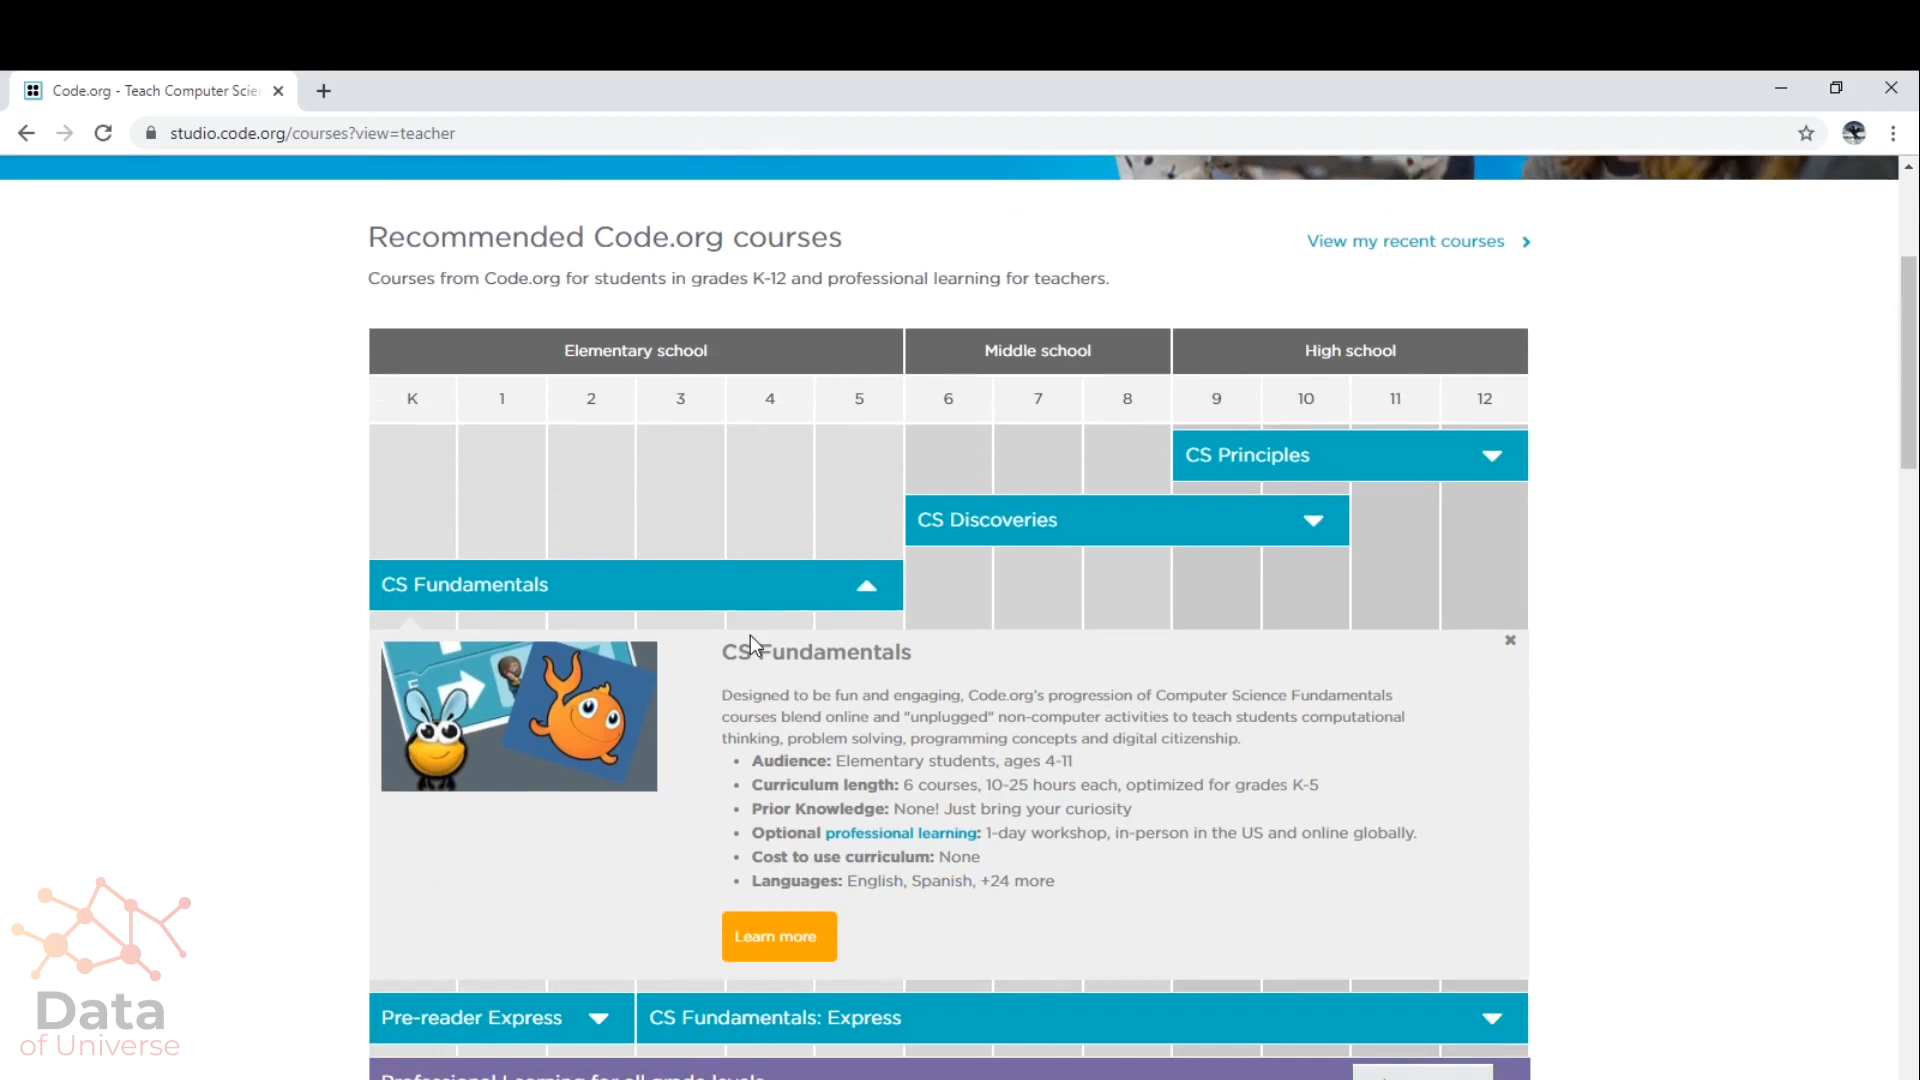 Code.org - Teach Computer Scie
studio.code.org/courses?view=teacher
Recommended Code.org courses
View my recent courses
Courses from Code.org for students in grades K-12 and professional learning for teachers.
Elementary school Middle school High school
K 1 2 3 4 5 6 7 8 9 10 11 12
CS Principles
CS Discoveries
CS Fundamentals
CS Fundamentals
Designed to be fun and engaging, Code.org's progression of Computer Science Fundamentals
courses blend online and "unplugged" non-computer activities to teach students computational
thinking, problem solving, programming concepts and digital citizenship.
• Audience: Elementary students, ages 4-11
• Curriculum length: 6 courses, 10-25 hours each, optimized for grades K-5
• Prior Knowledge: None! Just bring your curiosity
• Optional professional learning: 1-day workshop, in-person in the US and online globally.
• Cost to use curriculum: None
• Languages: English, Spanish, +24 more
Learn more
Pre-reader Express CS Fundamentals: Express
Professional Learning for all grade levels
Data
of Universe